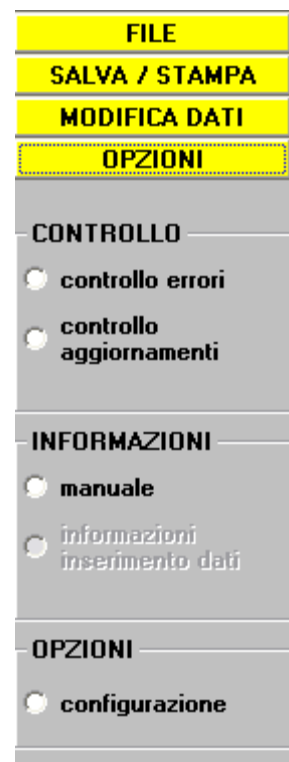 FILE
SALVA / STAMPA
MODIFICA DATI
OPZIONI
CONTROLLO
controllo errori
controllo
aggiornamenti
INFORMAZIONI
manuale
informazioni
inserimento dati
OPZIONI
configurazione